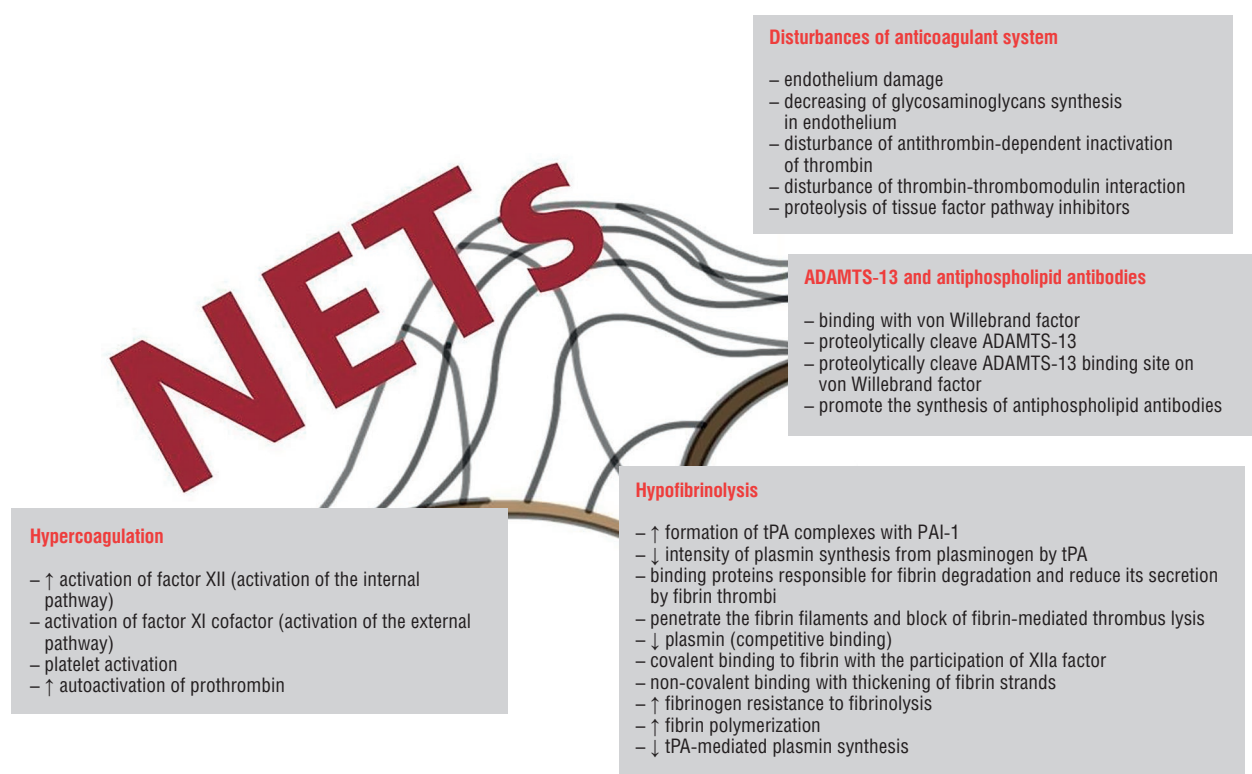 NETs
Disturbances of anticoagulant system
– endothelium damage
– decreasing of glycosaminoglycans synthesis
in endothelium
– disturbance of antithrombin-dependent inactivation
of thrombin
– disturbance of thrombin-thrombomodulin interaction
– proteolysis of tissue factor pathway inhibitors
ADAMTS-13 and antiphospholipid antibodies
– binding with von Willebrand factor
– proteolytically cleave ADAMTS-13
– proteolytically cleave ADAMTS-13 binding site on
von Willebrand factor
– promote the synthesis of antiphospholipid antibodies
Hypercoagulation
– ↑ activation of factor XII (activation of the internal
pathway)
– activation of factor XI cofactor (activation of the external
pathway)
– platelet activation
– ↑ autoactivation of prothrombin
Hypofibrinolysis
– ↑ formation of tPA complexes with PAI-1
– ↓ intensity of plasmin synthesis from plasminogen by tPA
– binding proteins responsible for fibrin degradation and reduce its secretion
by fibrin thrombi
– penetrate the fibrin filaments and block of fibrin-mediated thrombus lysis
– ↓ plasmin (competitive binding)
– covalent binding to fibrin with the participation of XIIa factor
– non-covalent binding with thickening of fibrin strands
– ↑ fibrinogen resistance to fibrinolysis
– ↑ fibrin polymerization
– ↓ tPA-mediated plasmin synthesis